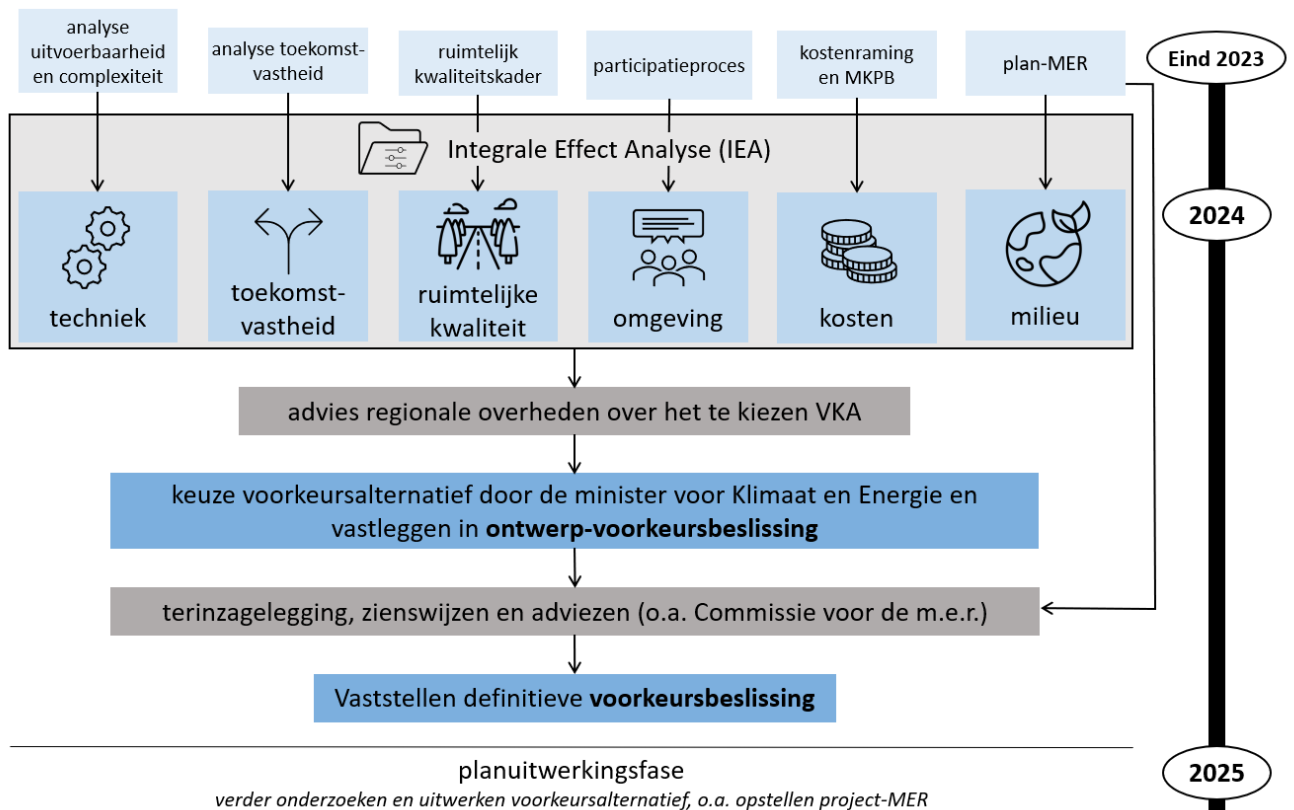 analyse
uitvoerbaarheid
en complexiteit
analyse toekomst-
vastheid
ruimtelijk
kwaliteitskader
participatieproces
kostenraming
en MKPB
plan-MER
Eind 2023
Integrale Effect Analyse (IEA)
techniek
toekomst-
vastheid
ruimtelijke
kwaliteit
omgeving
kosten
milieu
2024
advies regionale overheden over het te kiezen VKA
keuze voorkeursalternatief door de minister voor Klimaat en Energie en
vastleggen in ontwerp-voorkeursbeslissing
terinzagelegging, zienswijzen en adviezen (o.a. Commissie voor de m.e.r.)
Vaststellen definitieve voorkeursbeslissing
planuitwerkingsfase
verder onderzoeken en uitwerken voorkeursalternatief, o.a. opstellen project-MER
2025